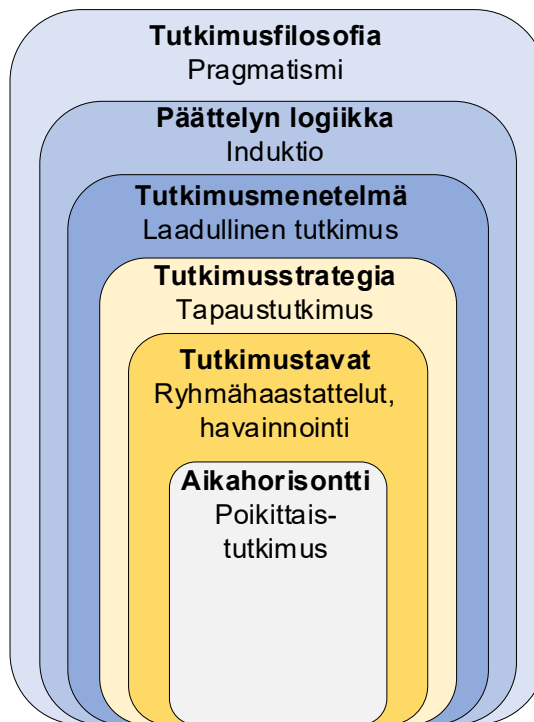 Tutkimusfilosofia
Pragmatismi
Päättelyn logiikka
Induktio
Tutkimusmenetelmä
Laadullinen tutkimus
Tutkimusstrategia
Tapaustutkimus
Tutkimustavat
Ryhmähaastattelut,
havainnointi
Aikahorisontti
Poikittais-
tutkimus